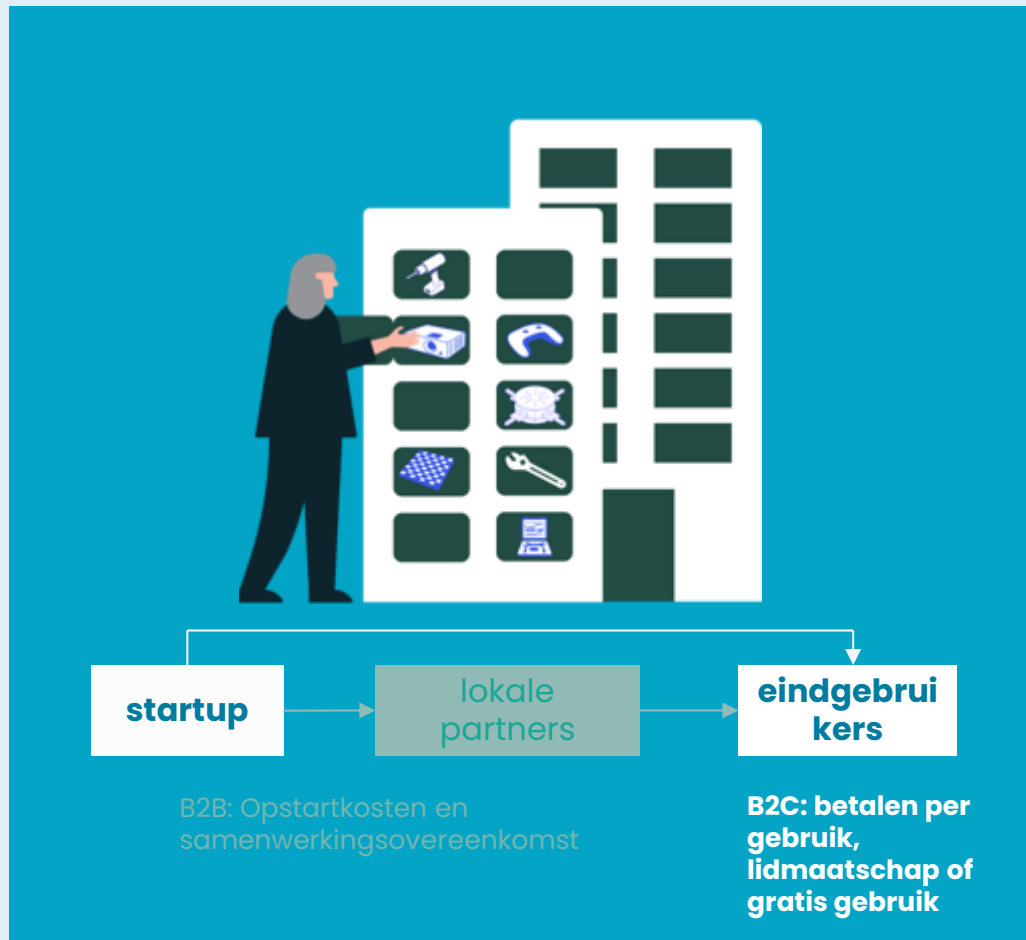 startup
lokale
partners
eindgebrui
kers
B2B: Opstartkosten en
samenwerkingsovereenkomst
B2C: betalen per
gebruik,
lidmaatschap of
gratis gebruik